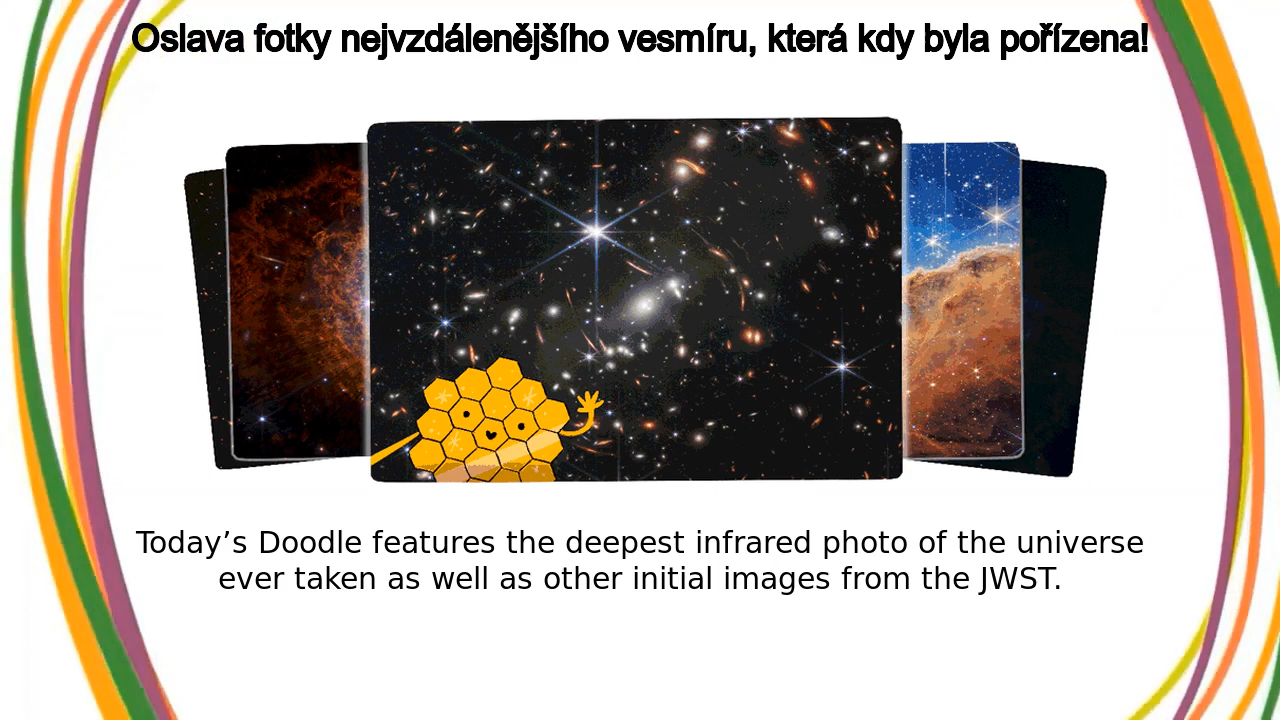 Oslava fotky nejvzdálenějšího vesmíru, která kdy byla pořízena!
Today’s Doodle features the deepest infrared photo of the universe
ever taken as well as other initial images from the JWST.